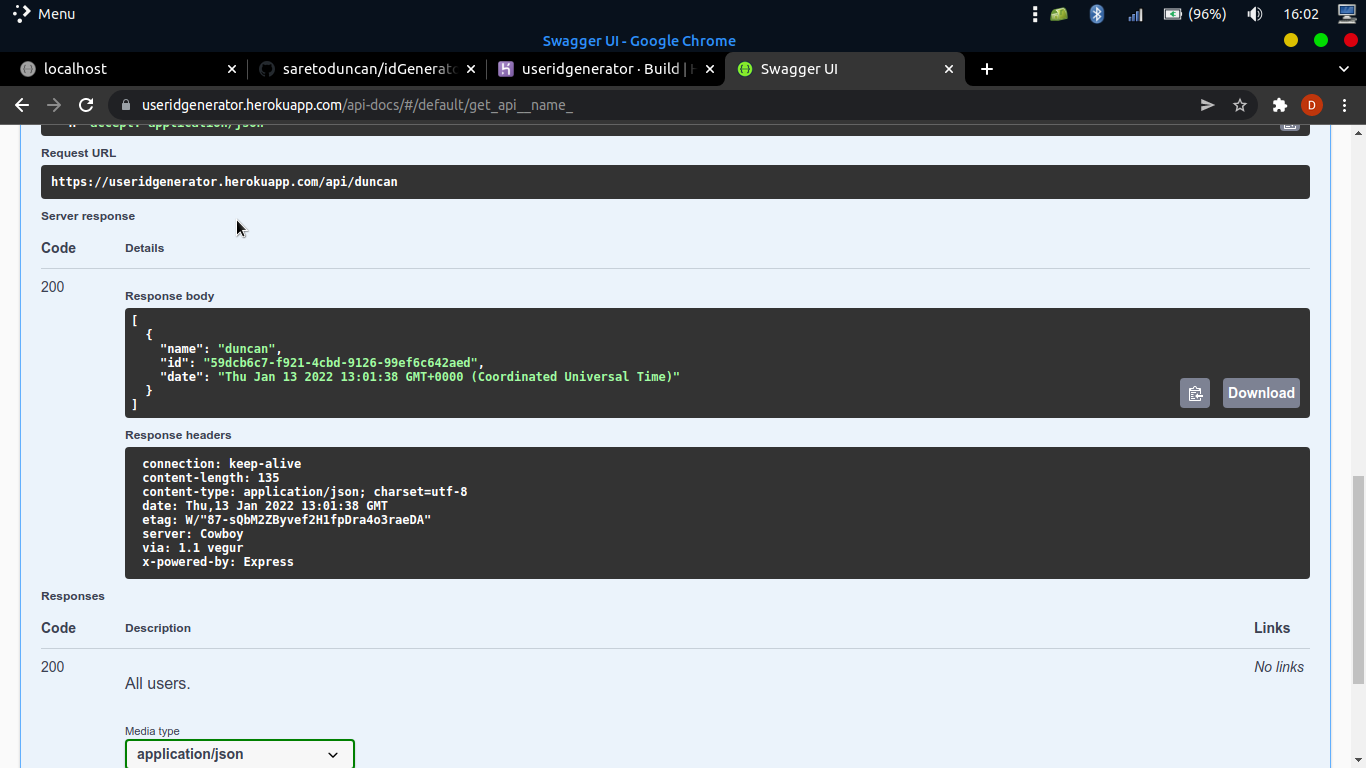 Menu
(96%)
16:02
Swagger UI - Google Chrome
localhost
saretoduncan/idGenerato
useridgenerator · Build |
Swagger UI
useridgenerator.herokuapp.com/api-docs/#/default/get_api__name_
D
accept: application/json
Request URL
https://useridgenerator.herokuapp.com/api/duncan
Server response
Code Details
200
Response body
[
{
"name": "duncan",
"id": "59dcb6c7-f921-4cbd-9126-99ef6c642aed",
"date": "Thu Jan 13 2022 13:01:38 GMT+0000 (Coordinated Universal Time)"
}
]
Download
Response headers
connection: keep-alive
content-length: 135
content-type: application/json; charset=utf-8
date: Thu,13 Jan 2022 13:01:38 GMT
etag: W/"87-sQbM2ZByvef2H1fpDra4o3raeDA"
server: Cowboy
via: 1.1 vegur
x-powered-by: Express
Responses
Code Description Links
200 No links
All users.
Media type
application/json